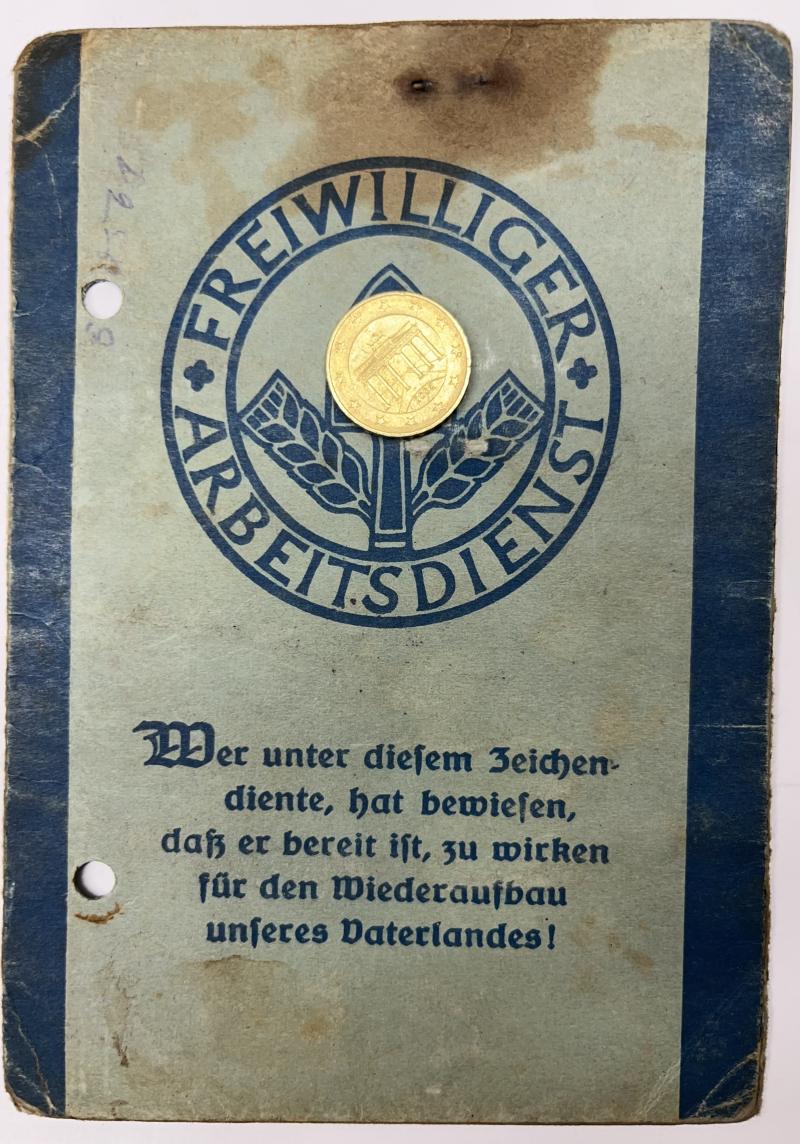 FREIWILLIGER
ARBEITSDIENST
Wer unter diesem Zeichen-
diente, hat bewiesen,
daß er bereit ist, zu wirken
für den Wiederaufbau
unseres Vaterlandes!